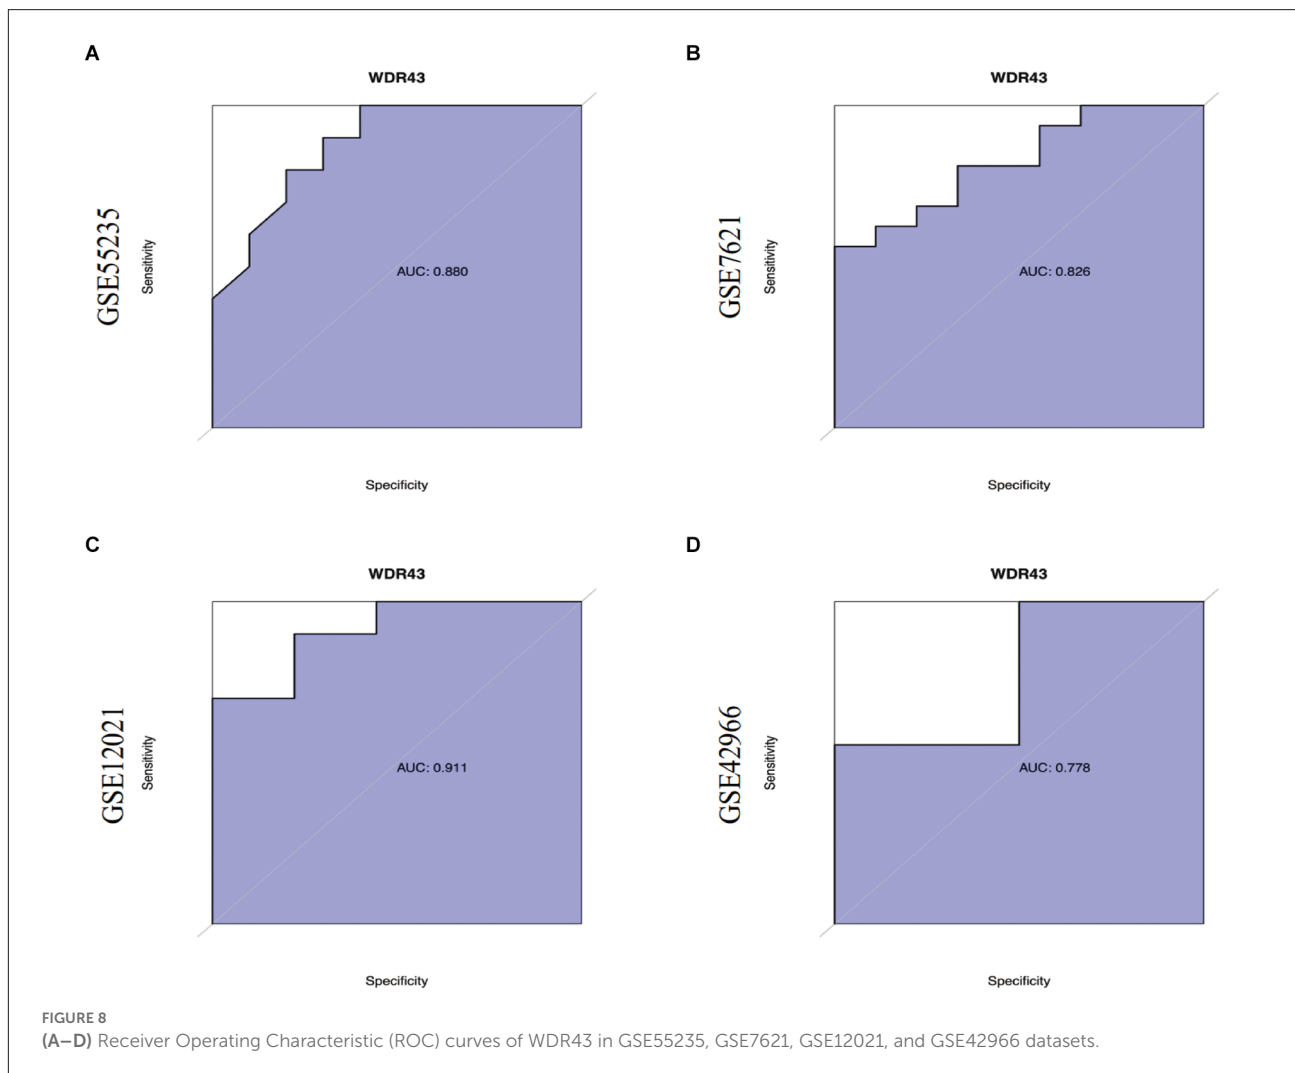 A
WDR43
GSE55235
Sensitivity
AUC: 0.880
Specificity
B
WDR43
GSE7621
Sensitivity
AUC: 0.826
Specificity
C
WDR43
GSE12021
Sensitivity
AUC: 0.911
Specificity
D
WDR43
GSE42966
Sensitivity
AUC: 0.778
Specificity
FIGURE 8
(A–D) Receiver Operating Characteristic (ROC) curves of WDR43 in GSE55235, GSE7621, GSE12021, and GSE42966 datasets.